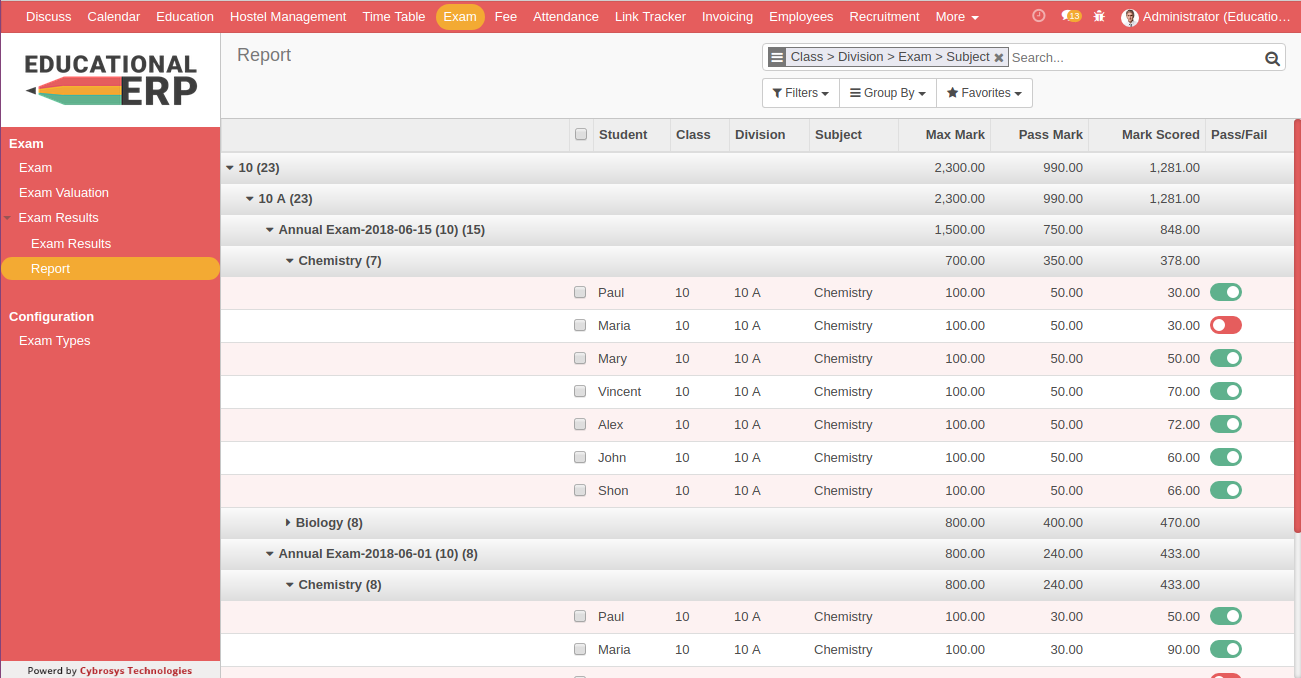 Discuss Calendar Education Hostel Management Time Table Exam Fee Attendance Link Tracker Invoicing Employees Recruitment More 13 Administrator (Educatio...
EDUCATIONAL
ERP
Report
Class > Division > Exam > Subject Search...
Filters Group By Favorites
Exam
Exam
Exam Valuation
Exam Results
Exam Results
Report
Configuration
Exam Types
Powerd by Cybrosys Technologies
Student Class Division Subject Max Mark Pass Mark Mark Scored Pass/Fail
10 (23) 2,300.00 990.00 1,281.00
10 A (23) 2,300.00 990.00 1,281.00
Annual Exam-2018-06-15 (10) (15) 1,500.00 750.00 848.00
Chemistry (7) 700.00 350.00 378.00
Paul 10 10 A Chemistry 100.00 50.00 30.00
Maria 10 10 A Chemistry 100.00 50.00 30.00
Mary 10 10 A Chemistry 100.00 50.00 50.00
Vincent 10 10 A Chemistry 100.00 50.00 70.00
Alex 10 10 A Chemistry 100.00 50.00 72.00
John 10 10 A Chemistry 100.00 50.00 60.00
Shon 10 10 A Chemistry 100.00 50.00 66.00
Biology (8) 800.00 400.00 470.00
Annual Exam-2018-06-01 (10) (8) 800.00 240.00 433.00
Chemistry (8) 800.00 240.00 433.00
Paul 10 10 A Chemistry 100.00 30.00 50.00
Maria 10 10 A Chemistry 100.00 30.00 90.00